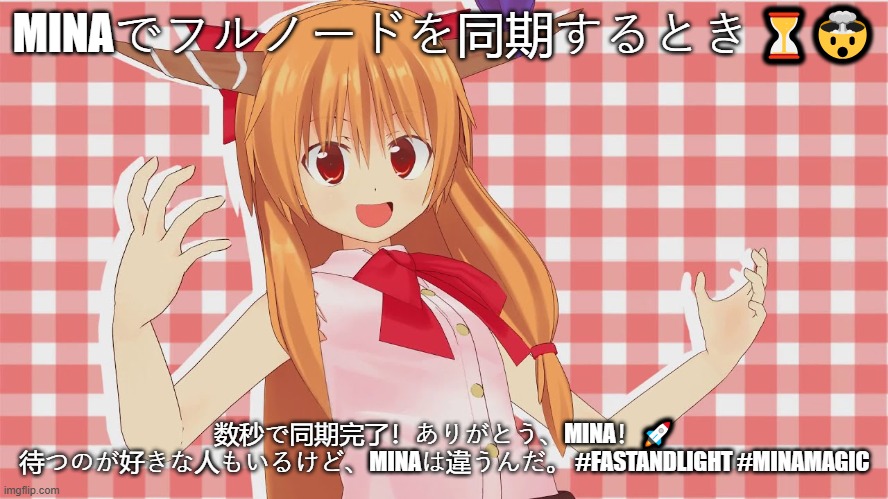 MINAでフルノードを同期するとき ⏳🤯
数秒で同期完了！ありがとう、MINA！🚀
待つのが好きな人もいるけど、MINAは違うんだ。 #FASTANDLIGHT #MINAMAGIC
imgflip.com